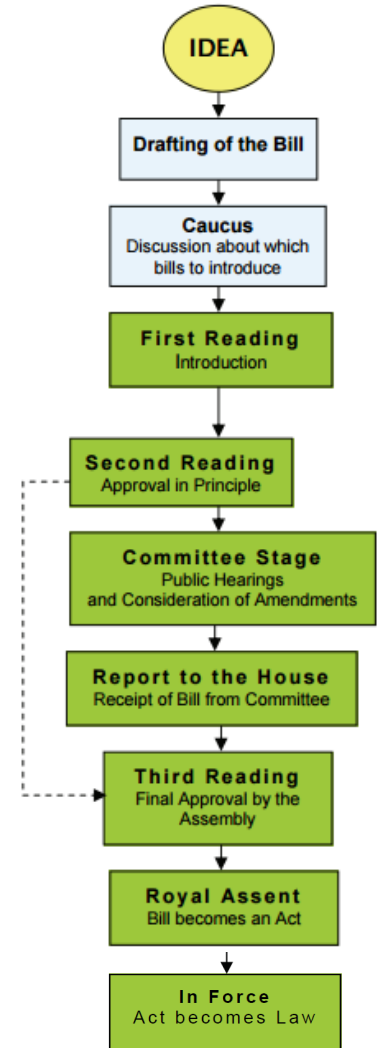 IDEA
Drafting of the Bill
Caucus
Discussion about which
bills to introduce
First Reading
Introduction
Second Reading
Approval in Principle
Committee Stage
Public Hearings
and Consideration of Amendments
Report to the House
Receipt of Bill from Committee
Third Reading
Final Approval by the
Assembly
Royal Assent
Bill becomes an Act
In Force
Act becomes Law